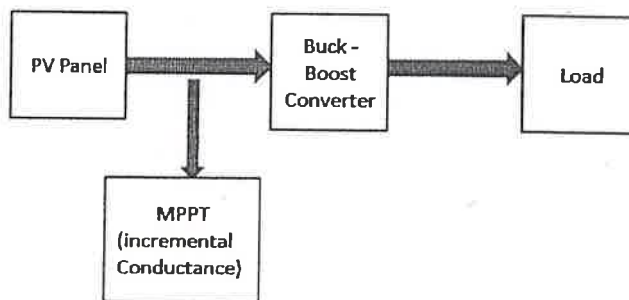 PV Panel
Buck -
Boost
Converter
Load
MPPT
(incremental
Conductance)